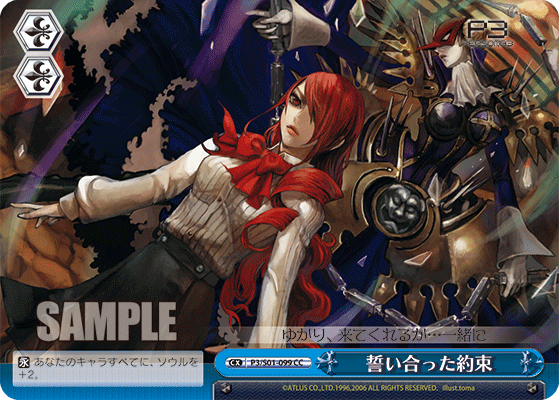 P3
SAMPLE
ゆかり、来てくれるか…一緒に
永 あなたのキャラすべてに、ソウルを
+2。
CX P3/S01-099 CC
誓い合った約束
©ATLUS CO.,LTD.1996,2006 ALL RIGHTS RESERVED. Illust.toma